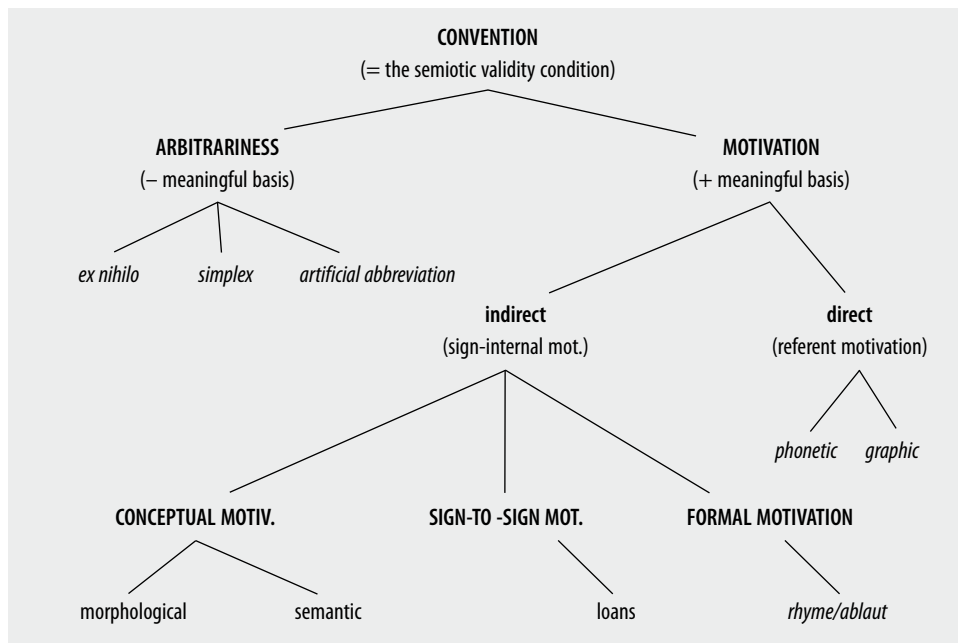 CONVENTION
(= the semiotic validity condition)
ARBITRARINESS
(– meaningful basis)
MOTIVATION
(+ meaningful basis)
ex nihilo
simplex
artificial abbreviation
indirect
(sign-internal mot.)
direct
(referent motivation)
phonetic
graphic
CONCEPTUAL MOTIV.
SIGN-TO -SIGN MOT.
FORMAL MOTIVATION
morphological
semantic
loans
rhyme/ablaut